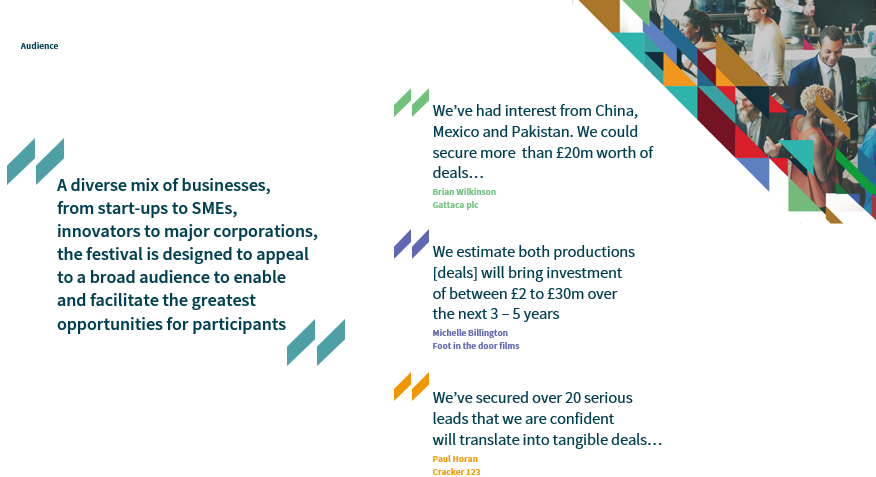 Audience
A diverse mix of businesses,
from start-ups to SMEs,
innovators to major corporations,
the festival is designed to appeal
to a broad audience to enable
and facilitate the greatest
opportunities for participants
We’ve had interest from China,
Mexico and Pakistan. We could
secure more  than £20m worth of
deals…
Brian Wilkinson
Gattaca plc
We estimate both productions
[deals] will bring investment
of between £2 to £30m over
the next 3 – 5 years
Michelle Billington
Foot in the door films
We’ve secured over 20 serious
leads that we are confident
will translate into tangible deals…
Paul Horan
Cracker 123